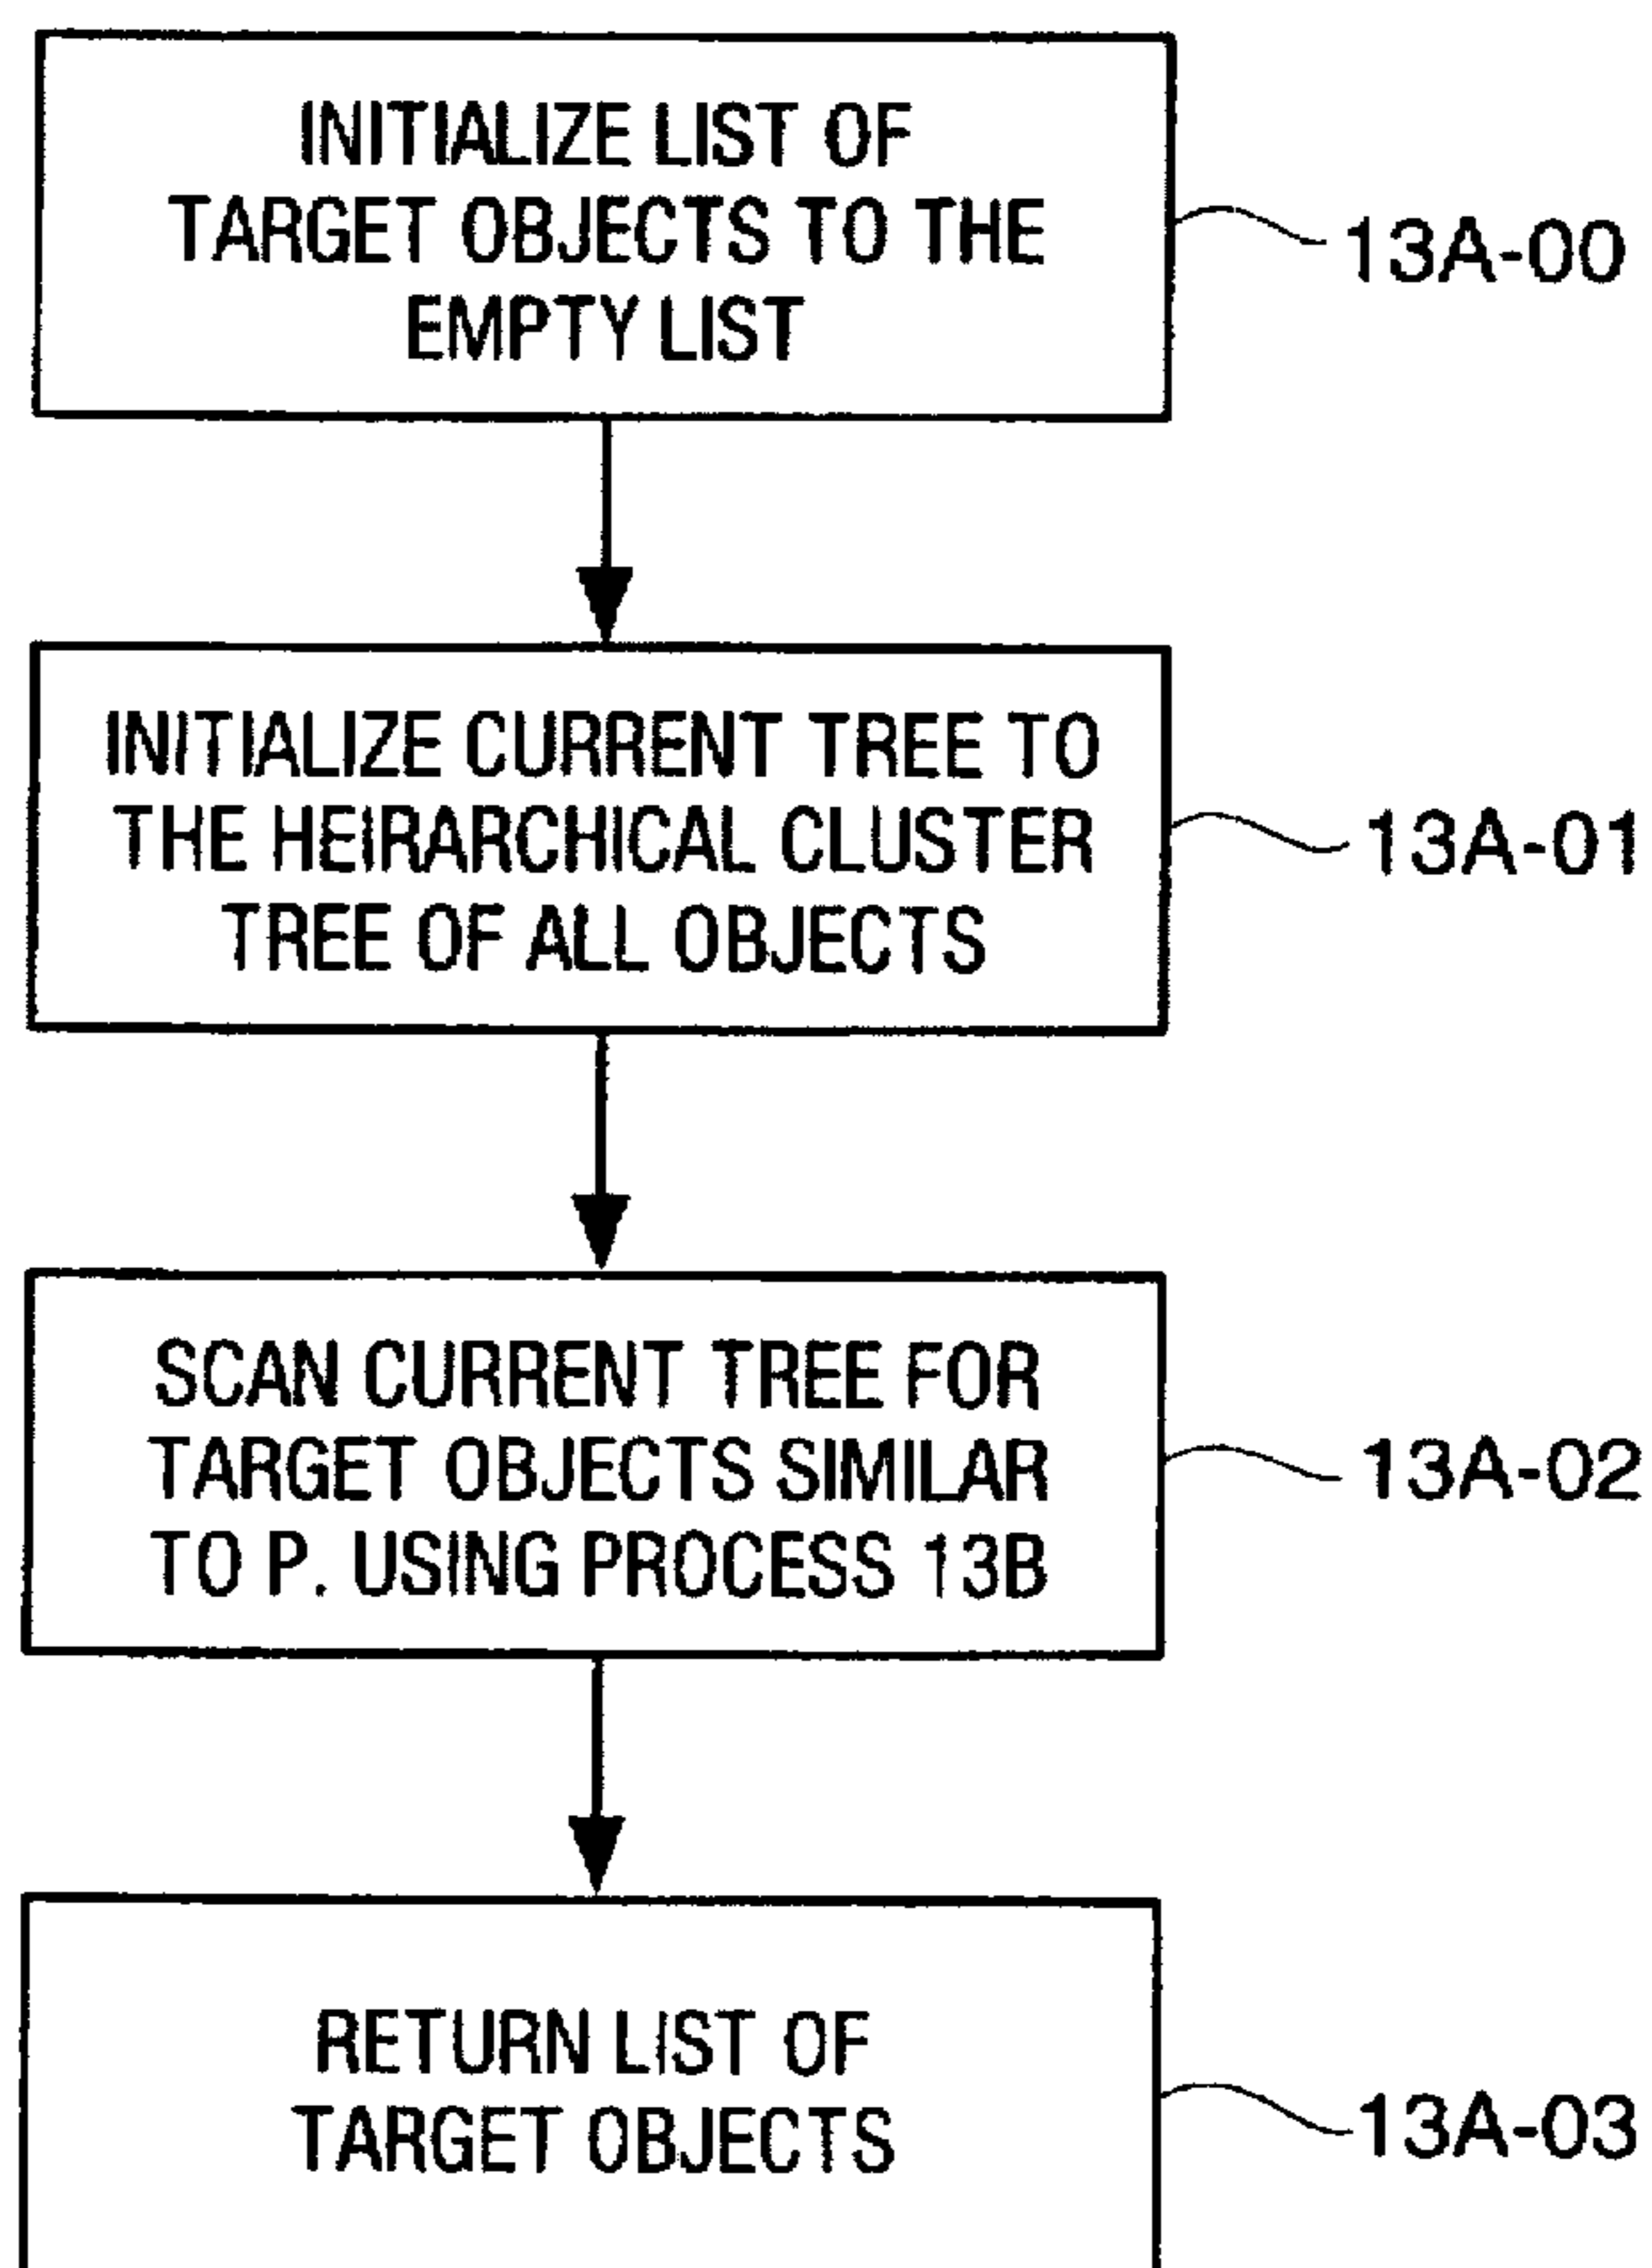 INITIALIZE LIST OF
TARGET OBJECTS TO THE
EMPTY LIST
13A-00
INITIALIZE CURRENT TREE TO
THE HEIRARCHICAL CLUSTER
TREE OF ALL OBJECTS
13A-01
SCAN CURRENT TREE FOR
TARGET OBJECTS SIMILAR
TO P. USING PROCESS 13B
13A-02
RETURN LIST OF
TARGET OBJECTS
13A-03